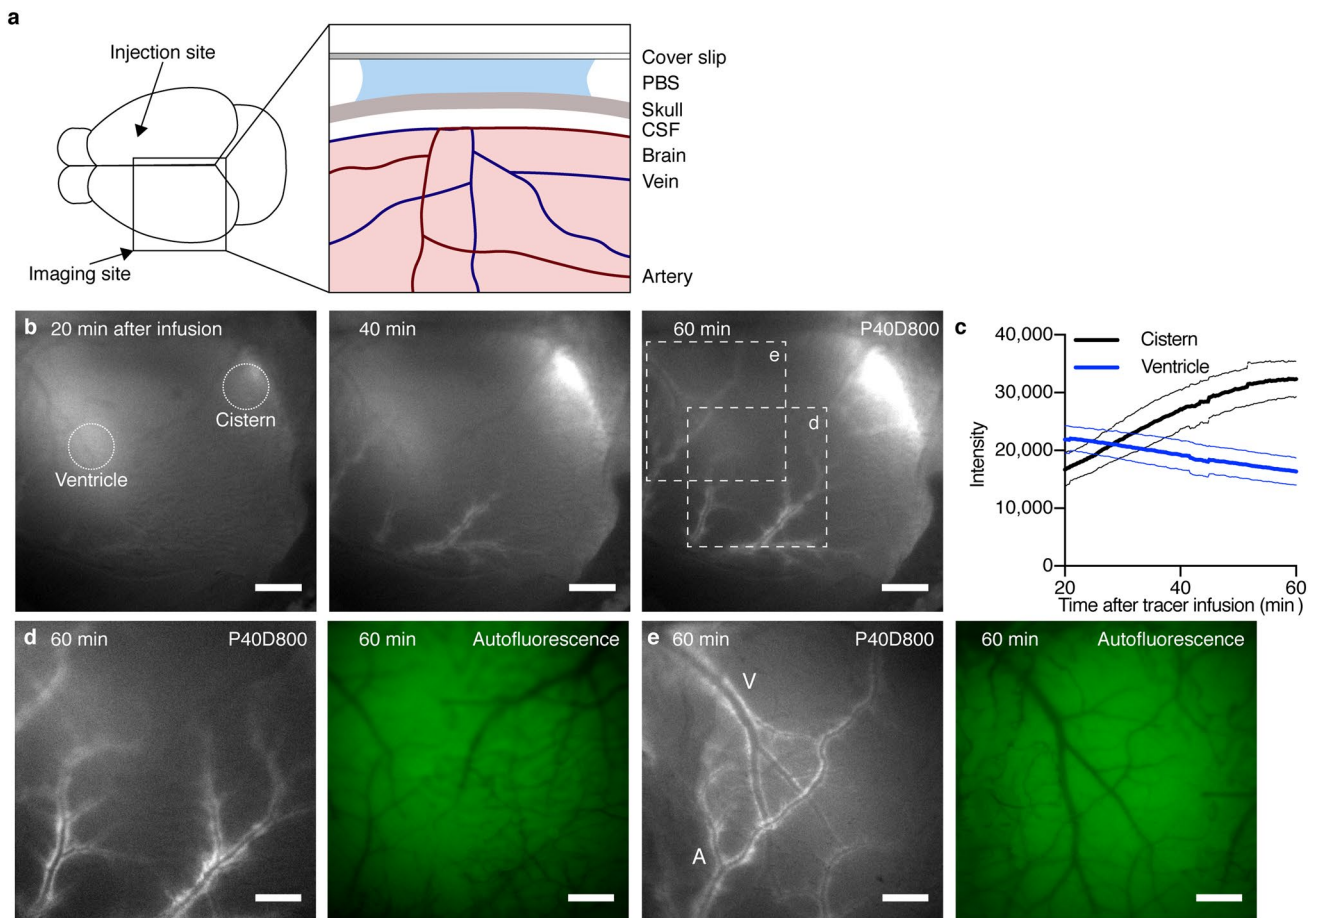 a
Injection site
Imaging site
Cover slip
PBS
Skull
CSF
Brain
Vein
Artery
b 20 min after infusion
Cistern
Ventricle
40 min
60 min P40D800
e
d
c
40,000
30,000
20,000
10,000
0
Intensity
Cistern
Ventricle
20 40 60
Time after tracer infusion (min )
d 60 min P40D800
60 min Autofluorescence
e 60 min P40D800
V
A
60 min Autofluorescence